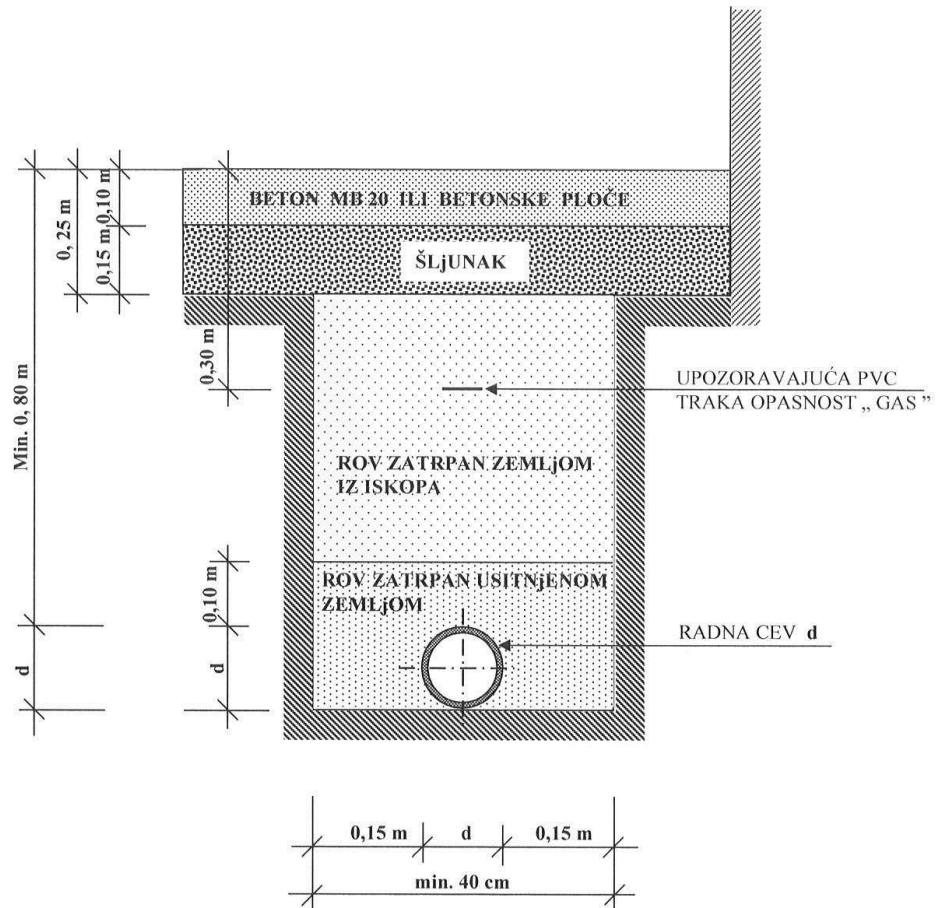 BETON MB 20 ILI BETONSKE PLOČE
ŠLjUNAK
0,10 m
0,15 m
0, 25 m
0,30 m
Min. 0, 80 m
UPOZORAVAJUĆA PVC
TRAKA OPASNOST „ GAS ”
ROV ZATRPAN ZEMLjOM
IZ ISKOPA
ROV ZATRPAN USITNjENOM
ZEMLjOM
0,10 m
RADNA CEV d
d
d
0,15 m d 0,15 m
min. 40 cm